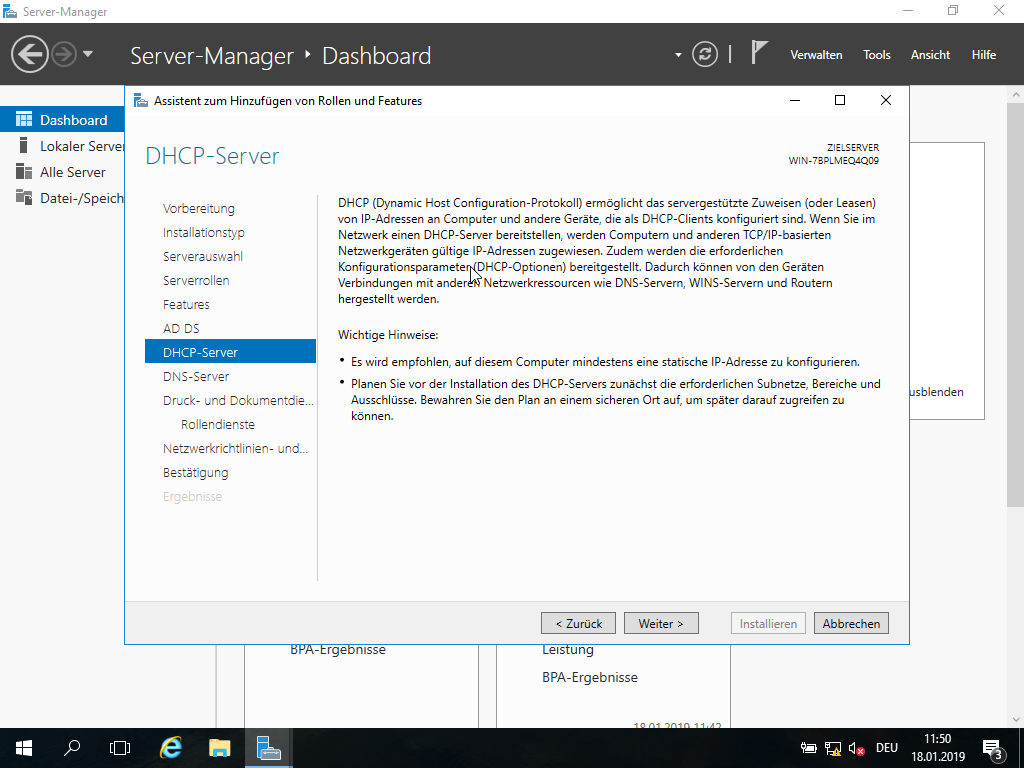 Server-Manager
Server-Manager ‣ Dashboard
Verwalten
Tools
Ansicht
Hilfe
Dashboard
Lokaler Server
Alle Server
Datei-/Speich
Assistent zum Hinzufügen von Rollen und Features
DHCP-Server
ZIELSERVER
WIN-7BPLMEQ4Q09
Vorbereitung
Installationstyp
Serverauswahl
Serverrollen
Features
AD DS
DHCP-Server
DNS-Server
Druck- und Dokumentdie...
Rollendienste
Netzwerkrichtlinien- und...
Bestätigung
Ergebnisse
DHCP (Dynamic Host Configuration-Protokoll) ermöglicht das servergestützte Zuweisen (oder Leasen)
von IP-Adressen an Computer und andere Geräte, die als DHCP-Clients konfiguriert sind. Wenn Sie im
Netzwerk einen DHCP-Server bereitstellen, werden Computern und anderen TCP/IP-basierten
Netzwerkgeräten gültige IP-Adressen zugewiesen. Zudem werden die erforderlichen
Konfigurationsparameter (DHCP-Optionen) bereitgestellt. Dadurch können von den Geräten
Verbindungen mit anderen Netzwerkressourcen wie DNS-Servern, WINS-Servern und Routern
hergestellt werden.
Wichtige Hinweise:
• Es wird empfohlen, auf diesem Computer mindestens eine statische IP-Adresse zu konfigurieren.
• Planen Sie vor der Installation des DHCP-Servers zunächst die erforderlichen Subnetze, Bereiche und
Ausschlüsse. Bewahren Sie den Plan an einem sicheren Ort auf, um später darauf zugreifen zu
können.
usblenden
< Zurück
Weiter >
Installieren
Abbrechen
BPA-Ergebnisse
Leistung
BPA-Ergebnisse
18.01.2019 11:42
DEU
11:50
18.01.2019
3